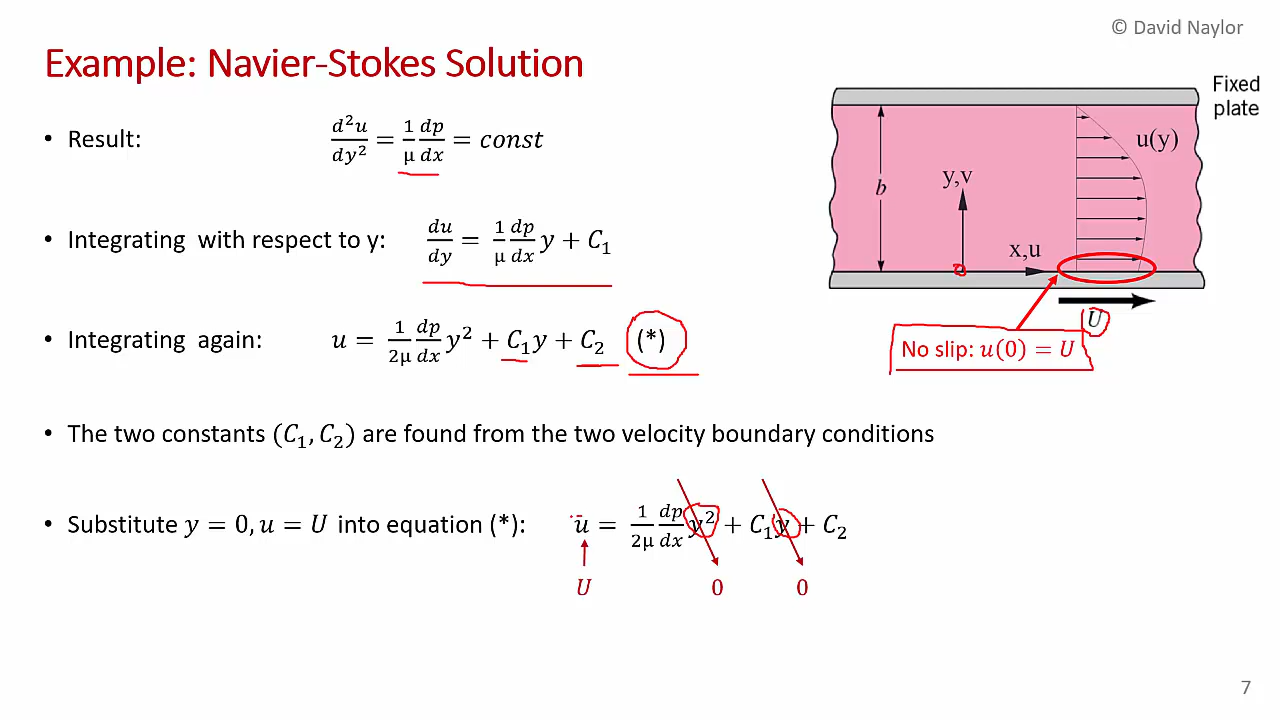 © David Naylor
Example: Navier-Stokes Solution
• Result: d²u/dy² = 1/μ dp/dx = const
• Integrating with respect to y: du/dy = 1/μ dp/dx y + C₁
• Integrating again: u = 1/2μ dp/dx y² + C₁y + C₂ (*)
• The two constants (C₁, C₂) are found from the two velocity boundary conditions
• Substitute y = 0, u = U into equation (*): u = 1/2μ dp/dx y² + C₁y + C₂
U 0 0
Fixed
plate
u(y)
b
y,v
x,u
U
No slip: u(0) = U
7